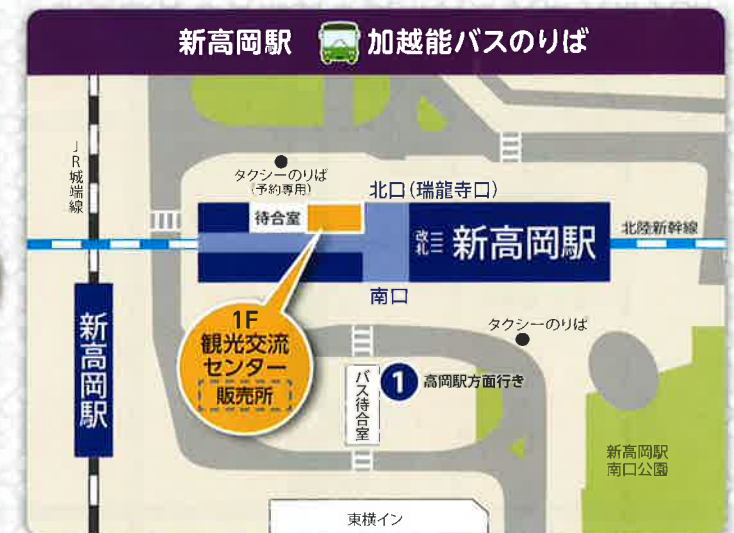 新高岡駅 加越能バスのりば
JR城端線
タクシーのりば
(予約専用)
北口(瑞龍寺口)
待合室
改札
新高岡駅
北陸新幹線
南口
1F
観光交流
センター
販売所
新高岡駅
タクシーのりば
1
高岡駅方面行き
バス待合室
新高岡駅
南口公園
東横イン